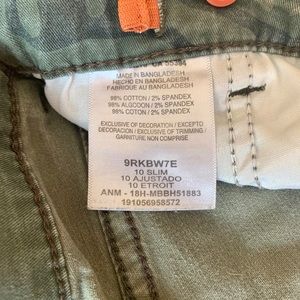 MADE IN BANGLADESH
HECHO EN BANGLADESH
FABRIQUÉ AU BANGLADESH
98% COTTON / 2% SPANDEX
98% ALGODON / 2% SPANDEX
98% COTON / 2% SPANDEX
EXCLUSIVE OF DECORATION / EXCEPTO
DECORACION / EXCLUSIVE OF TRIMMING
GARNITURE NON COMPRISE
9RKBW7E
10 SLIM
10 AJUSTADO
10 ETROIT
ANM - 18H-MBBH51883
191056958572